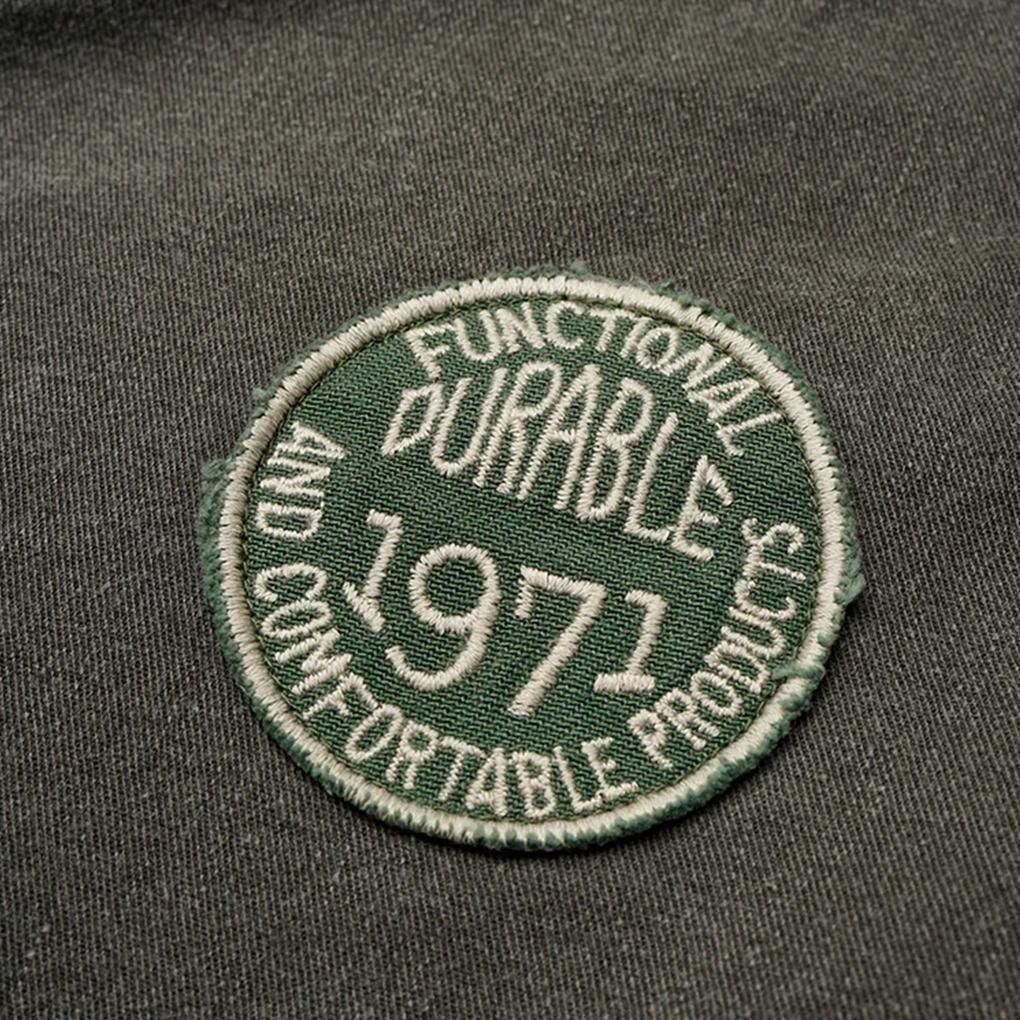 FUNCTIONAL
DURABLE
1971
AND COMFORTABLE PRODUCTS